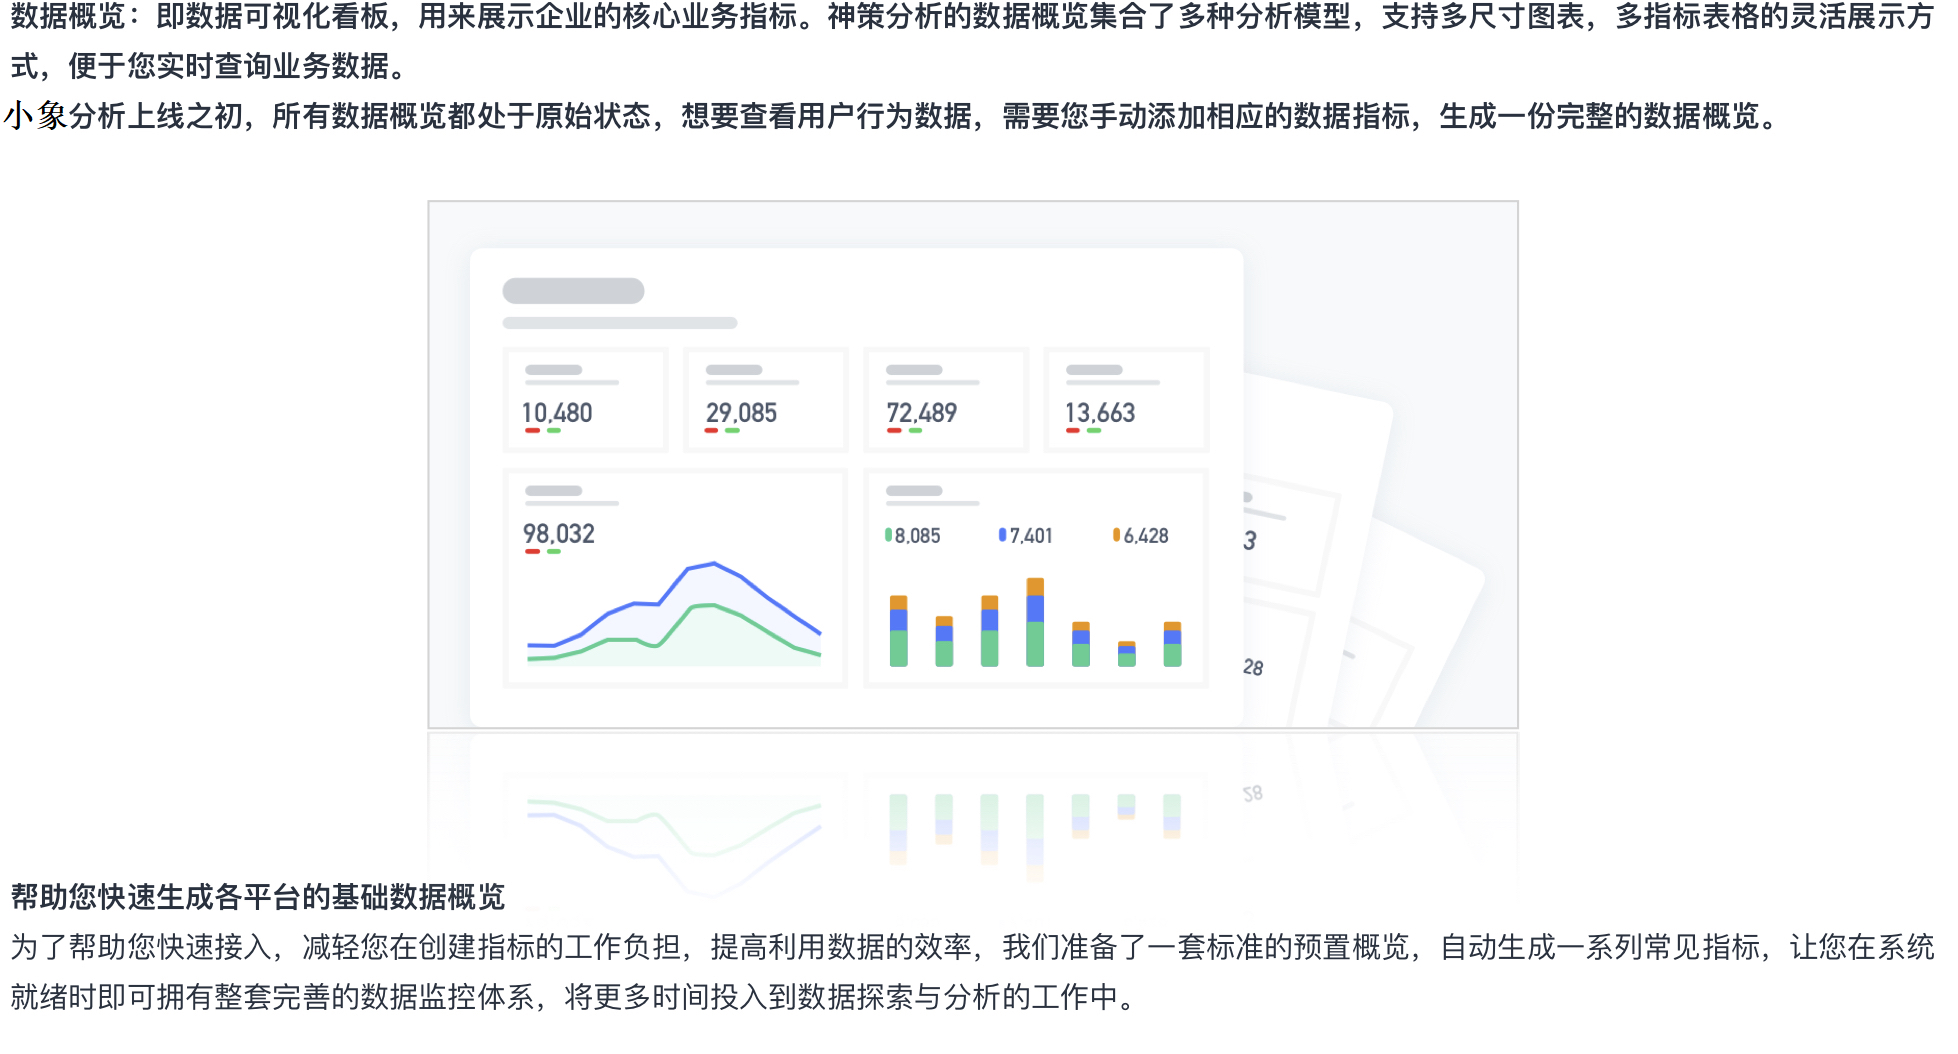 数据概览：即数据可视化看板，用来展示企业的核心业务指标。神策分析的数据概览集合了多种分析模型，支持多尺寸图表，多指标表格的灵活展示方
式，便于您实时查询业务数据。
小象分析上线之初，所有数据概览都处于原始状态，想要查看用户行为数据，需要您手动添加相应的数据指标，生成一份完整的数据概览。
10,480 29,085 72,489 13,663
98,032
8,085 7,401 6,428
3
28
28
帮助您快速生成各平台的基础数据概览
为了帮助您快速接入，减轻您在创建指标的工作负担，提高利用数据的效率，我们准备了一套标准的预置概览，自动生成一系列常见指标，让您在系统
就绪时即可拥有整套完善的数据监控体系，将更多时间投入到数据探索与分析的工作中。